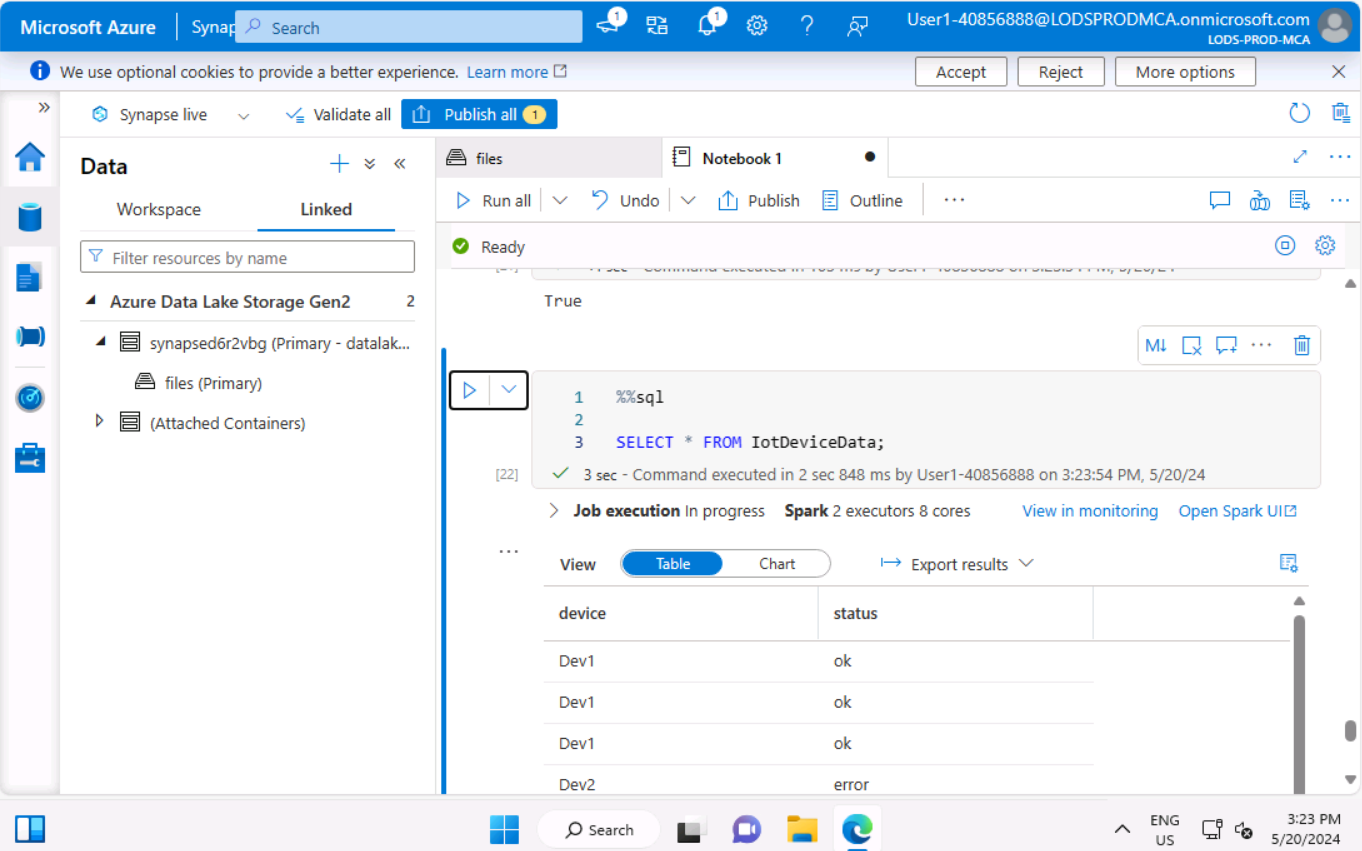 Microsoft Azure
Synap
Search
1
1
User1-40856888@LODSPRODMCA.onmicrosoft.com
LODS-PROD-MCA
We use optional cookies to provide a better experience. Learn more
Accept
Reject
More options
Synapse live
Validate all
Publish all 1
Data
files
Notebook 1
Workspace
Linked
Run all
Undo
Publish
Outline
Filter resources by name
Ready
Azure Data Lake Storage Gen2 2
synapsed6r2vbg (Primary - datalak...
files (Primary)
(Attached Containers)
True
M↓
1 %%sql
2
3 SELECT * FROM IotDeviceData;
[22]
3 sec - Command executed in 2 sec 848 ms by User1-40856888 on 3:23:54 PM, 5/20/24
Job execution In progress Spark 2 executors 8 cores View in monitoring Open Spark UI
View
Table
Chart
Export results
device status
Dev1 ok
Dev1 ok
Dev1 ok
Dev2 error
Search
ENG
US
3:23 PM
5/20/2024